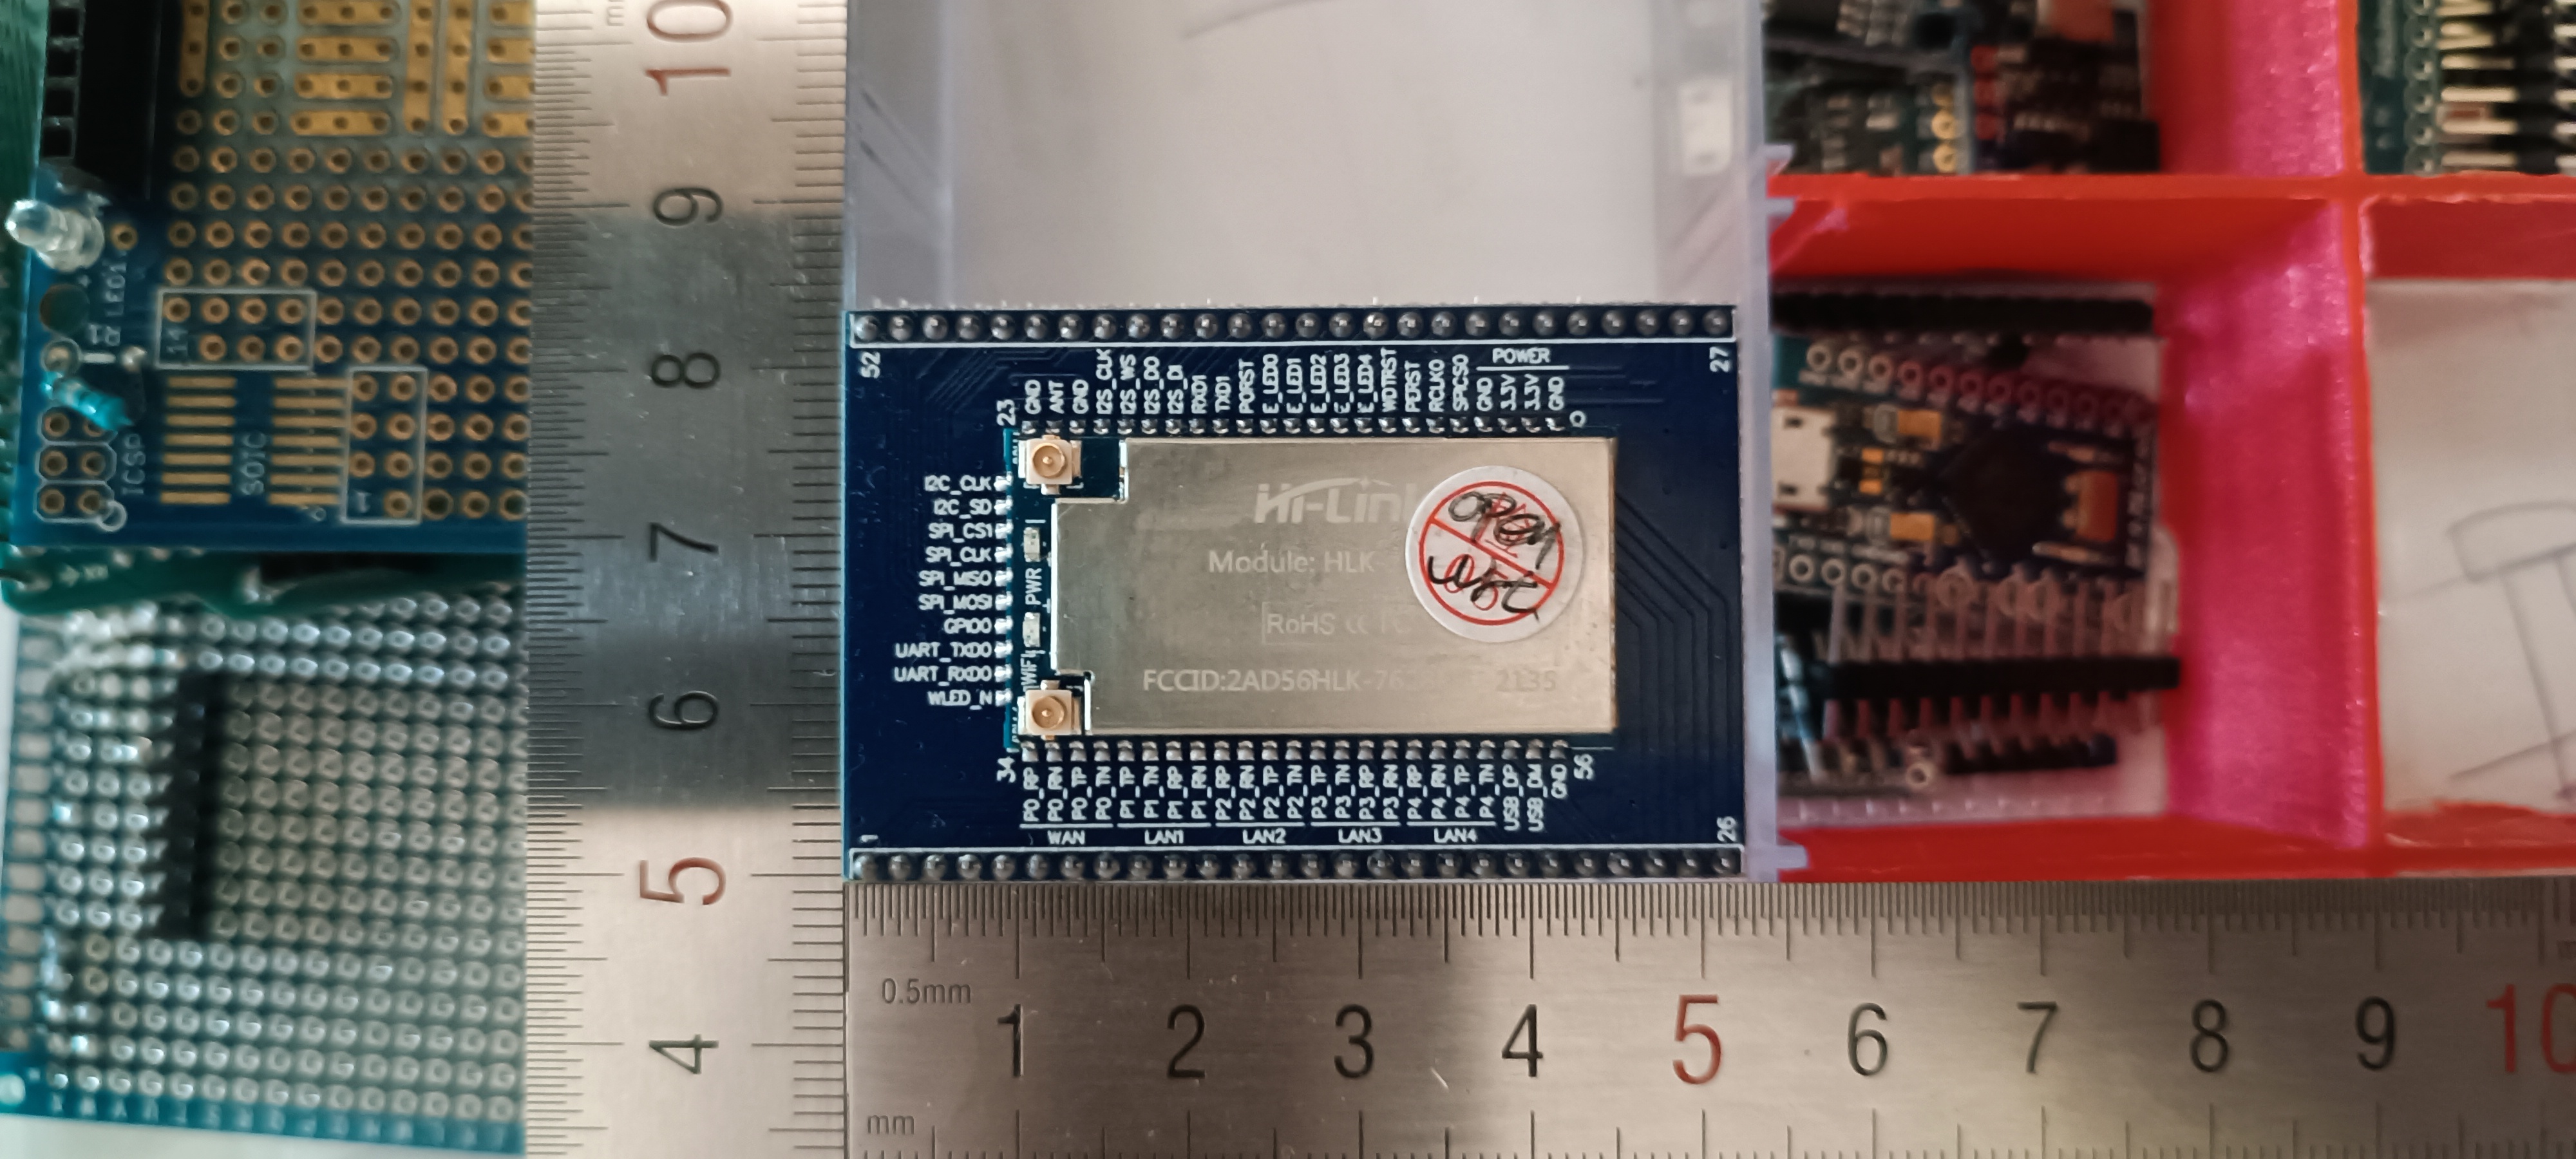 10
9
8
7
6
5
4
ICSP
SOIC
52
27
23
GND
ANT
GND
I2S_CLK
I2S_WS
I2S_DO
I2S_DI
RXD1
TXD1
PORST
E_LED0
E_LED1
E_LED2
E_LED3
E_LED4
WDTRST
PERST
RCLKO
SPICS0
POWER
GND
3.3V
3.3V
GND
I2C_CLK
I2C_SD
SPI_CS1
SPI_CLK
SPI_MISO
SPI_MOSI
GPIO0
UART_TXD0
UART_RXD0
WLED_N
PWR
WIFI
Hi-Link
Module: HLK-
RoHS CE
FCCID:2AD56HLK-76
2135
OPEN
WRT
34
P0_RP
P0_RN
P0_TP
P0_TN
P1_TP
P1_TN
P1_RP
P1_RN
P2_RP
P2_RN
P2_TP
P2_TN
P3_TP
P3_TN
P3_RP
P3_RN
P4_RP
P4_RN
P4_TP
P4_TN
USB_DP
USB_DM
GND
56
WAN LAN1 LAN2 LAN3 LAN4
1
26
0.5mm
1 2 3 4 5 6 7 8 9 10
mm